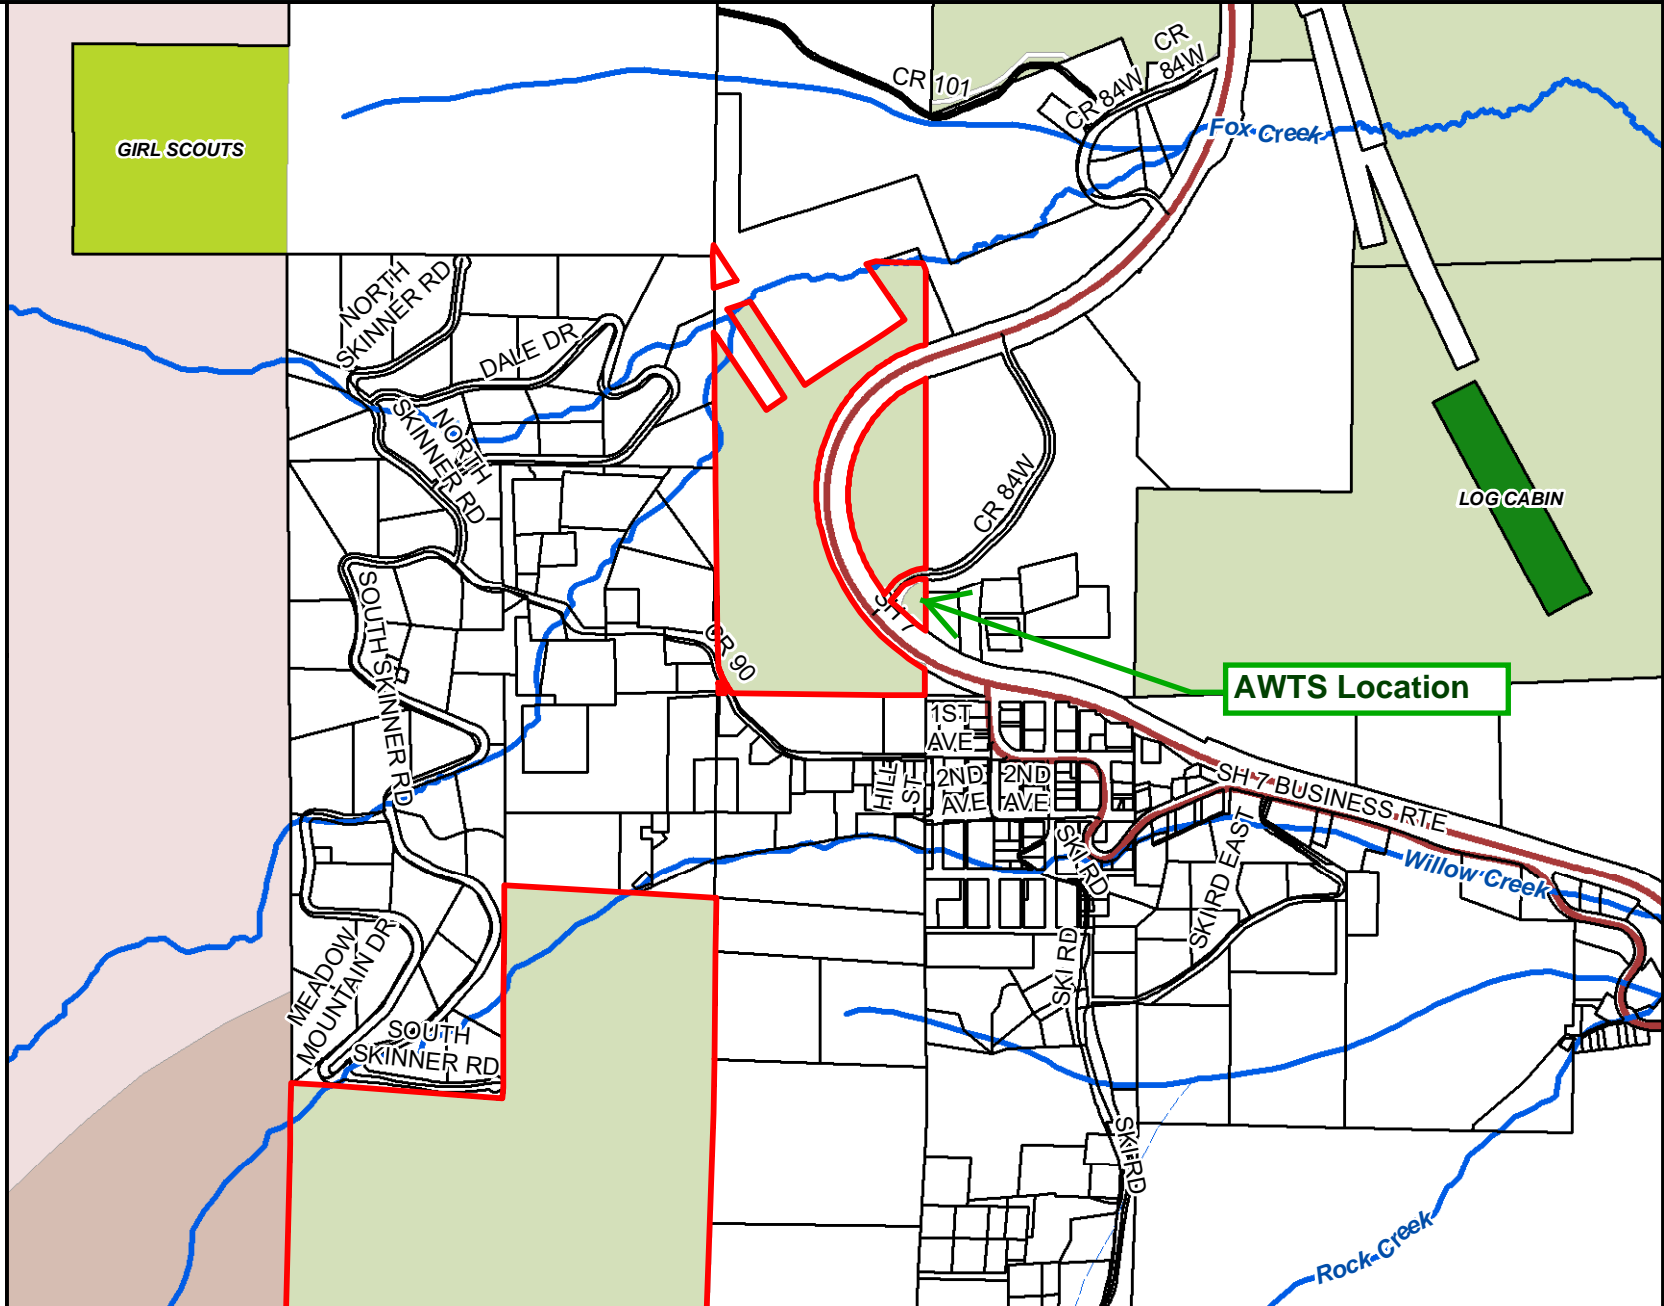 CR 101
CR
84W
CR 84W
Fox Creek
GIRL SCOUTS
NORTH
SKINNER RD
DALE DR
NORTH
SKINNER RD
CR 84W
LOG CABIN
SOUTH SKINNER RD
SH 7
CR 90
AWTS Location
1ST
AVE
HILL
ST
2ND
AVE
2ND
AVE
SH 7 BUSINESS RTE
SKI RD
SKI RD EAST
Willow Creek
MEADOW
MOUNTAIN DR
SKI RD
SOUTH
SKINNER RD
SKI RD
Rock Creek